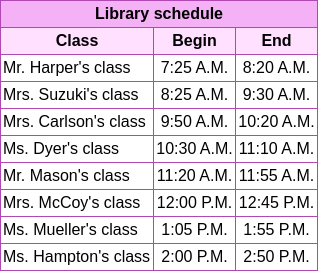 Library schedule
Class Begin End
Mr. Harper's class 7:25 A.M. 8:20 A.M.
Mrs. Suzuki's class 8:25 A.M. 9:30 A.M.
Mrs. Carlson's class 9:50 A.M. 10:20 A.M.
Ms. Dyer's class 10:30 A.M. 11:10 A.M.
Mr. Mason's class 11:20 A.M. 11:55 A.M.
Mrs. McCoy's class 12:00 P.M. 12:45 P.M.
Ms. Mueller's class 1:05 P.M. 1:55 P.M.
Ms. Hampton's class 2:00 P.M. 2:50 P.M.